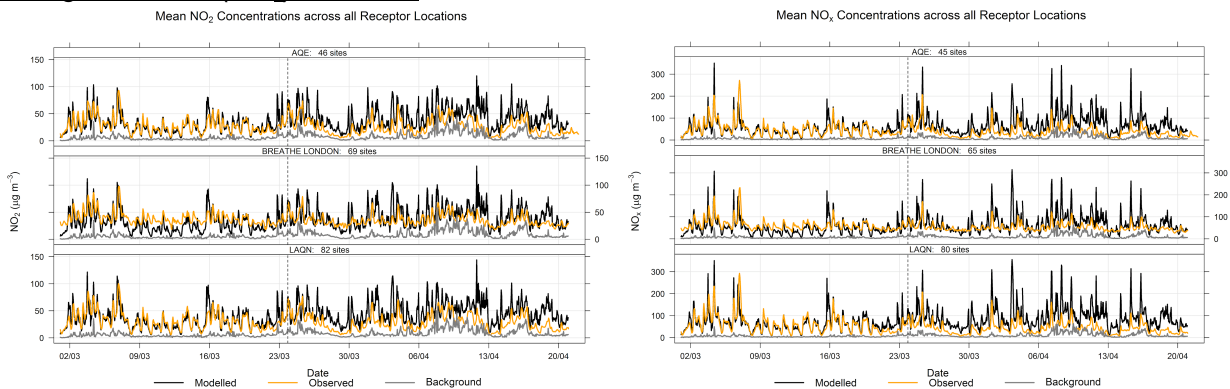 Mean NO₂ Concentrations across all Receptor Locations
AQE: 46 sites
150
100
50
0
BREATHE LONDON: 69 sites
150
100
50
0
LAQN: 82 sites
150
100
50
0
NO₂ (µg m⁻³)
02/03 09/03 16/03 23/03 30/03 06/04 13/04 20/04
Date
Modelled Observed Background
Mean NOₓ Concentrations across all Receptor Locations
AQE: 45 sites
300
200
100
0
BREATHE LONDON: 65 sites
300
200
100
0
LAQN: 80 sites
300
200
100
0
NOₓ (µg m⁻³)
02/03 09/03 16/03 23/03 30/03 06/04 13/04 20/04
Date
Modelled Observed Background